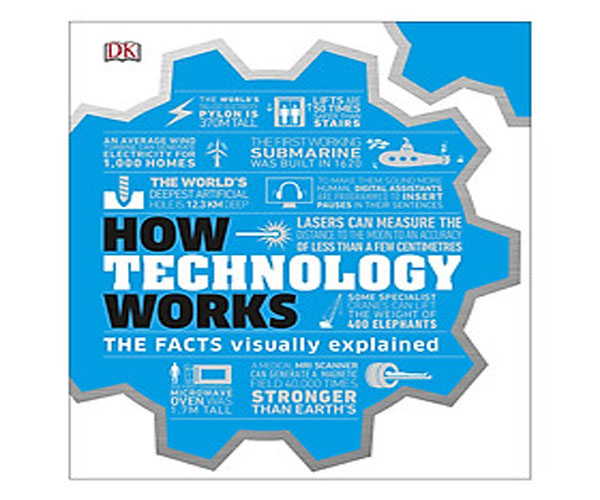 DK
THE WORLD'S
TALLEST ELECTRICITY
PYLON IS
370M TALL
LIFTS ARE
50 TIMES
SAFER THAN
STAIRS
AN AVERAGE WIND
TURBINE CAN GENERATE
ELECTRICITY FOR
1,000 HOMES
THE FIRST WORKING
SUBMARINE
WAS BUILT IN 1620
THE WORLD'S
DEEPEST ARTIFICIAL
HOLE IS 12.3 KM DEEP
TO MAKE THEM SOUND MORE
HUMAN, DIGITAL ASSISTANTS
ARE PROGRAMMED TO INSERT
PAUSES IN THEIR SENTENCES
LASERS CAN MEASURE THE
DISTANCE TO THE MOON TO AN ACCURACY
OF LESS THAN A FEW CENTIMETRES
HOW
TECHNOLOGY
WORKS
SOME SPECIALIST
CRANES CAN LIFT
THE WEIGHT OF
400 ELEPHANTS
THE FACTS visually explained
MICROWAVE
OVEN WAS
1.7M TALL
A MEDICAL MRI SCANNER
CAN GENERATE A MAGNETIC
FIELD 40,000 TIMES
STRONGER
THAN EARTH'S